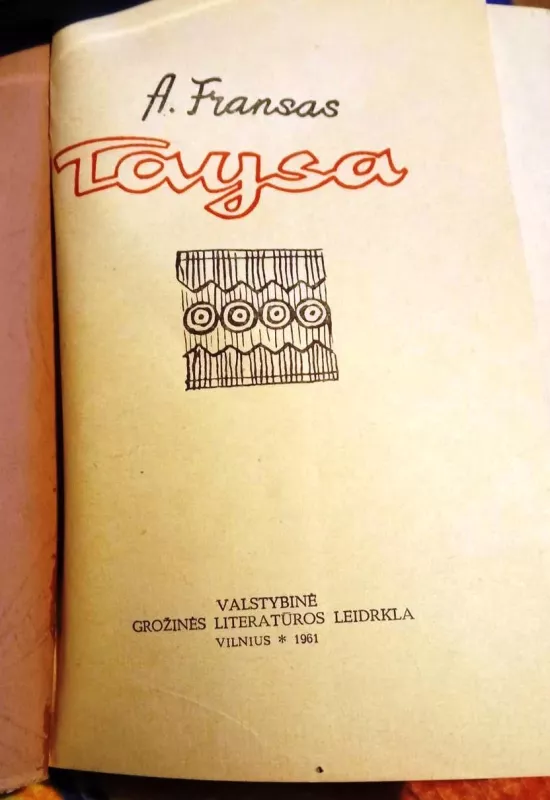 A. Fransas
Taysa
VALSTYBINĖ
GROŽINĖS LITERATŪROS LEIDRKLA
VILNIUS * 1961